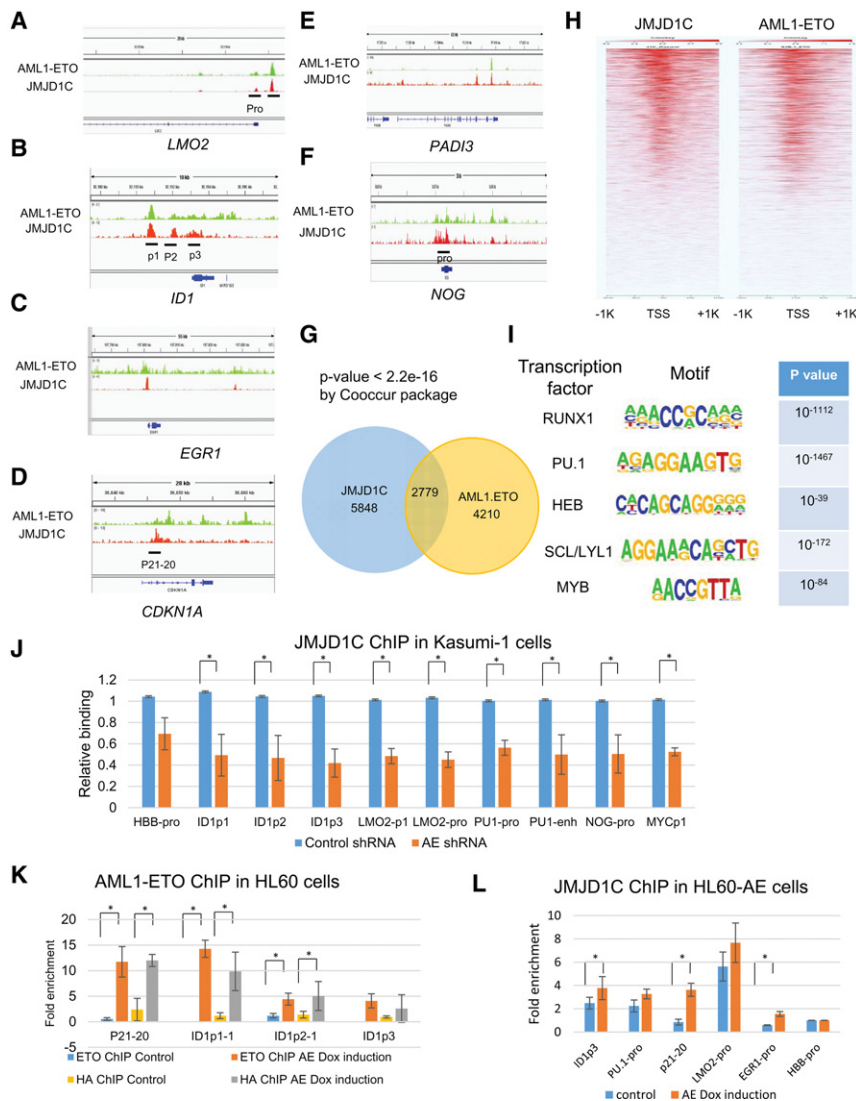 A
AML1-ETO
JMJD1C
Pro
LMO2
B
10 kb
AML1-ETO
JMJD1C
p1 P2 p3
ID1
C
AML1-ETO
JMJD1C
EGR1
D
20 kb
AML1-ETO
JMJD1C
P21-20
CDKN1A
CDKN1A
E
AML1-ETO
JMJD1C
PADI3
F
AML1-ETO
JMJD1C
pro
NOG
G
p-value < 2.2e-16
by Cooccur package
JMJD1C
5848
2779
AML1.ETO
4210
H
JMJD1C AML1-ETO
-1K TSS +1K -1K TSS +1K
I
Transcription factor Motif P value
RUNX1 10-1112
PU.1 AGAGGAAGTG 10-1467
HEB 10-39
SCL/LYL1 10-172
MYB AACCGTTA 10-84
J
JMJD1C ChIP in Kasumi-1 cells
* * * * * * * * *
Relative binding
1.2
1
0.8
0.6
0.4
0.2
0
HBB-pro ID1p1 ID1p2 ID1p3 LMO2-p1 LMO2-pro PU1-pro PU1-enh NOG-pro MYCp1
Control shRNA AE shRNA
K
AML1-ETO ChIP in HL60 cells
* * * * * *
Fold enrichment
20
15
10
5
0
-5
P21-20 ID1p1-1 ID1p2-1 ID1p3
ETO ChIP Control ETO ChIP AE Dox induction
HA ChIP Control HA ChIP AE Dox induction
L
JMJD1C ChIP in HL60-AE cells
* * *
Fold enrichment
10
8
6
4
2
0
ID1p3 PU.1-pro p21-20 LMO2-pro EGR1-pro HBB-pro
control AE Dox induction